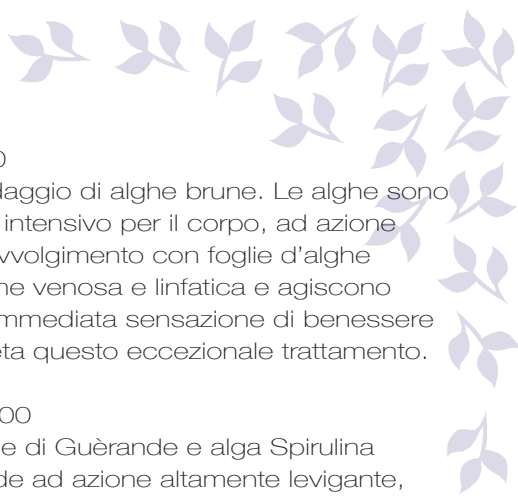 0
daggio di alghe brune. Le alghe sono
intensivo per il corpo, ad azione
vvolgimento con foglie d’alghe
ne venosa e linfatica e agiscono
mmediata sensazione di benessere
eta questo eccezionale trattamento.
00
e di Guèrande e alga Spirulina
de ad azione altamente levigante,